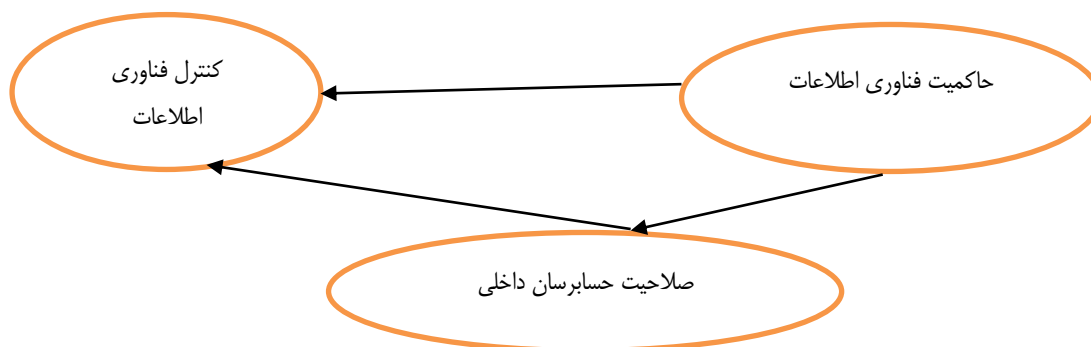 حاکمیت فناوری اطلاعات
کنترل فناوری
اطلاعات
صلاحیت حسابرسان داخلی